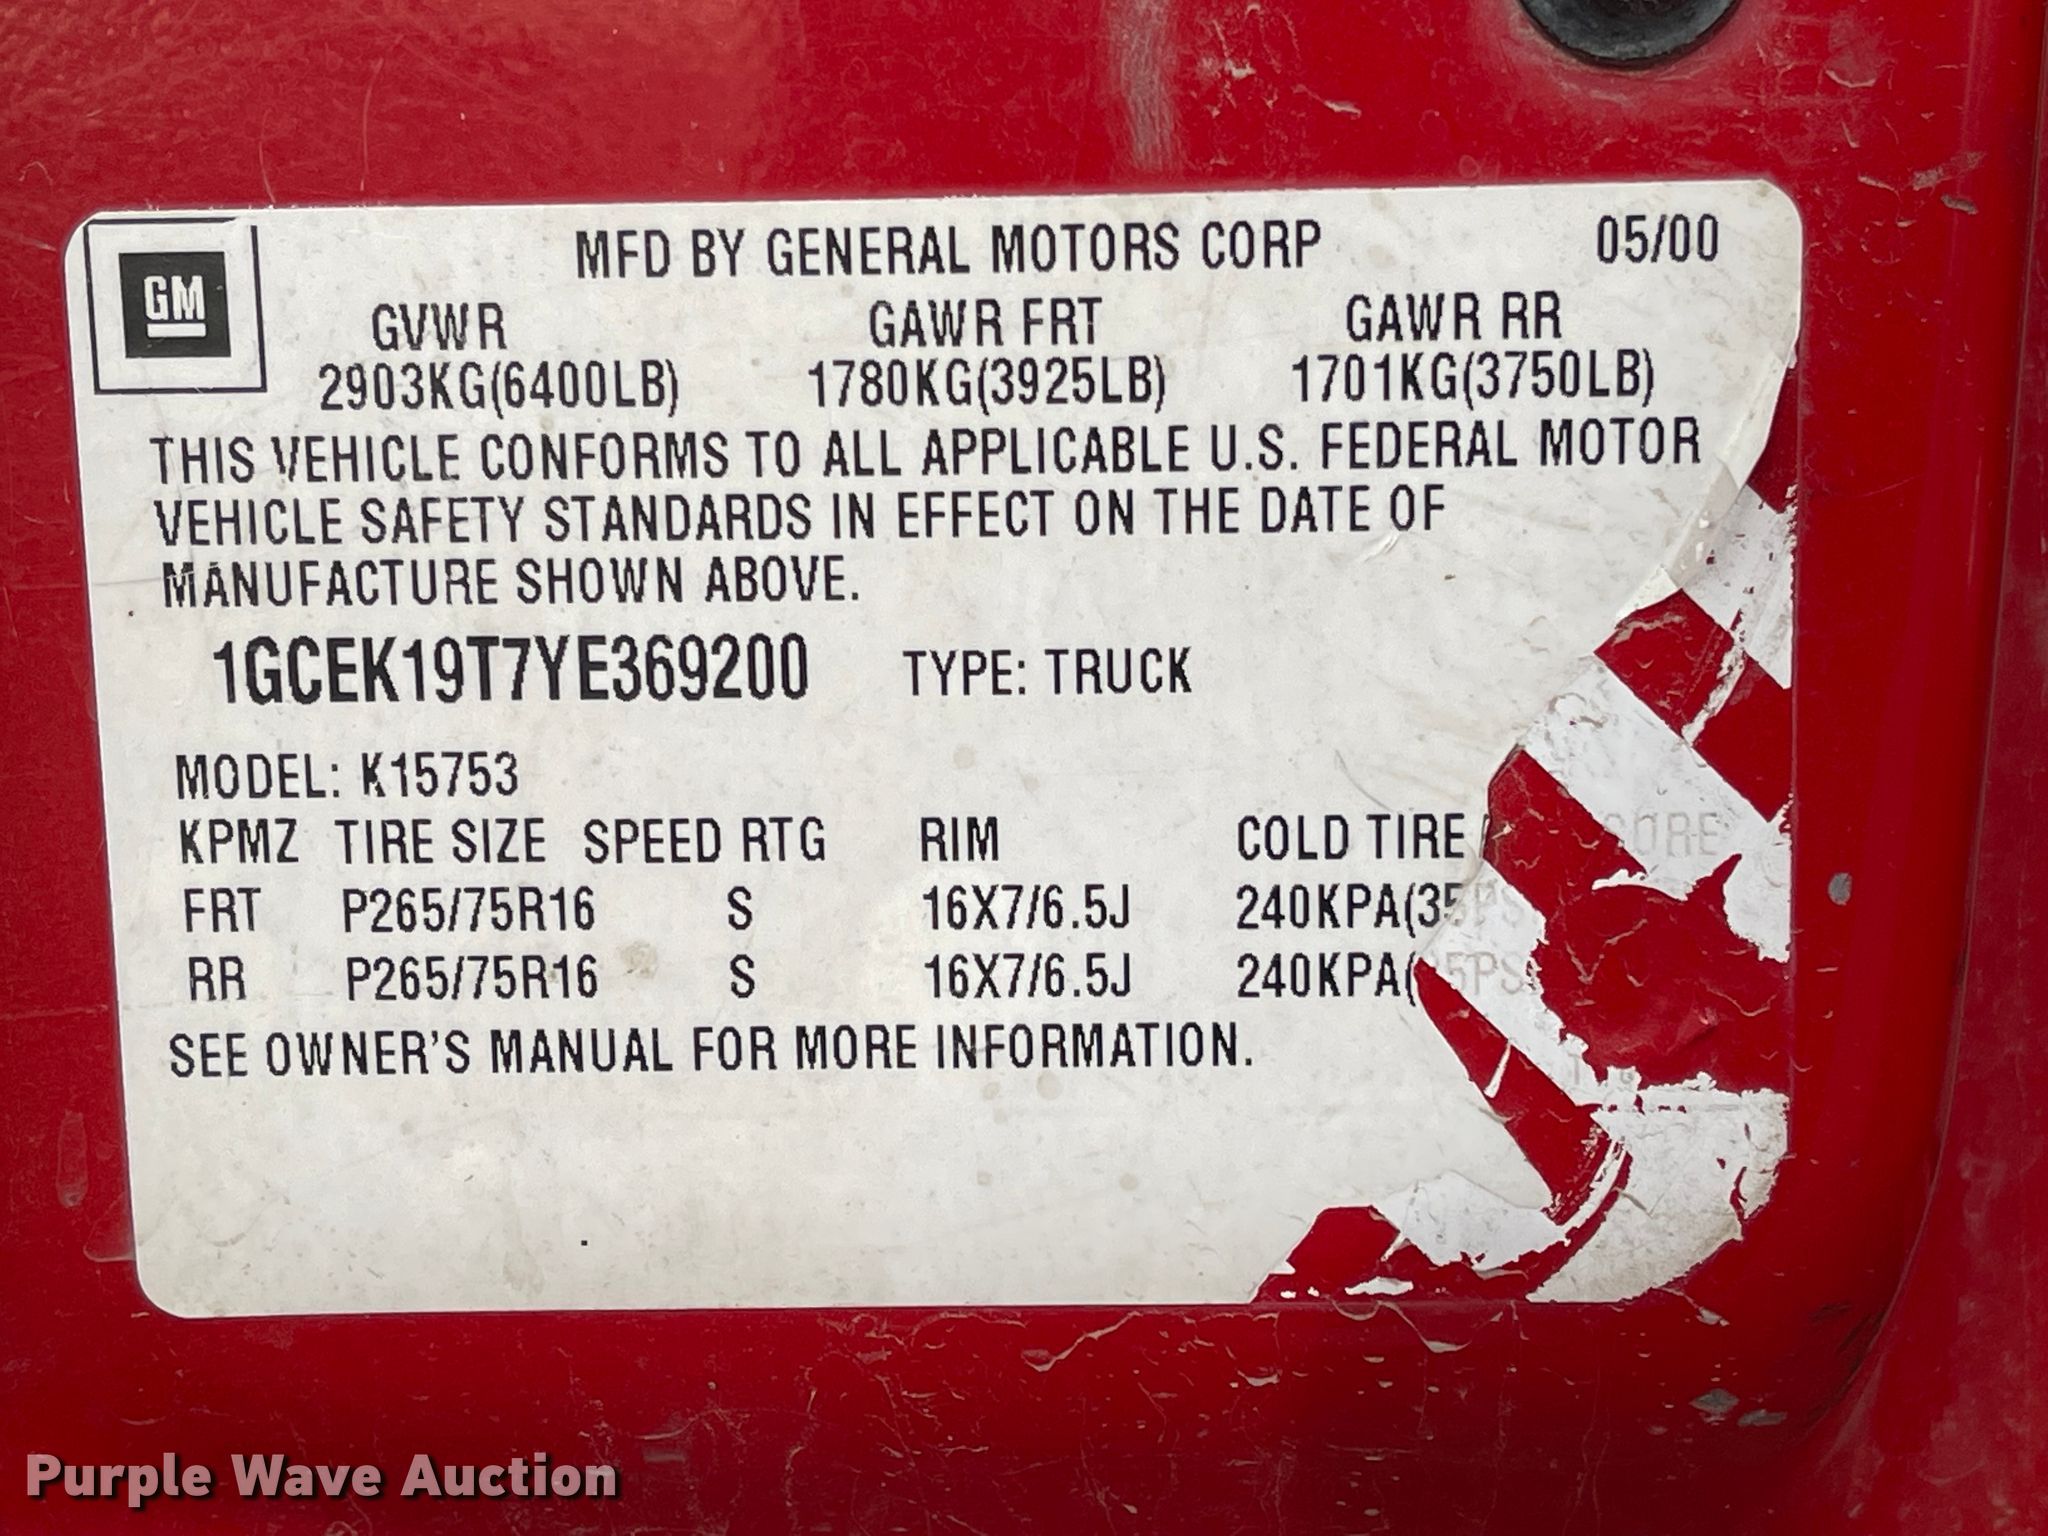 MFD BY GENERAL MOTORS CORP 05/00
GM
GVWR GAWR FRT GAWR RR
2903KG(6400LB) 1780KG(3925LB) 1701KG(3750LB)
THIS VEHICLE CONFORMS TO ALL APPLICABLE U.S. FEDERAL MOTOR
VEHICLE SAFETY STANDARDS IN EFFECT ON THE DATE OF
MANUFACTURE SHOWN ABOVE.
1GCEK19T7YE369200 TYPE: TRUCK
MODEL: K15753
KPMZ TIRE SIZE SPEED RTG RIM COLD TIRE
FRT P265/75R16 S 16X7/6.5J 240KPA(35PS
RR P265/75R16 S 16X7/6.5J 240KPA( 5PS
SEE OWNER'S MANUAL FOR MORE INFORMATION.
Purple Wave Auction